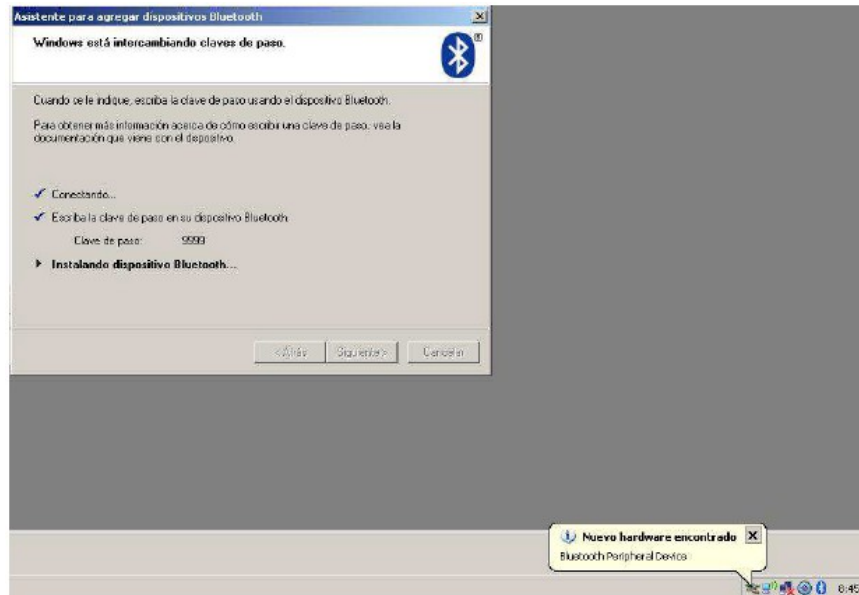 Asistente para agregar dispositivos Bluetooth
Windows está intercambiando claves de paso.
Cuando se le indique, escriba la clave de paso usando el dispositivo Bluetooth.
Para obtener más información acerca de cómo escribir una clave de paso, vea la
documentación que viene con el dispositivo.
Conectando...
Escriba la clave de paso en su dispositivo Bluetooth
Clave de paso: 9999
Instalando dispositivo Bluetooth...
< Atrás Siguiente > Cancelar
Nuevo hardware encontrado
Bluetooth Peripheral Device
8:45